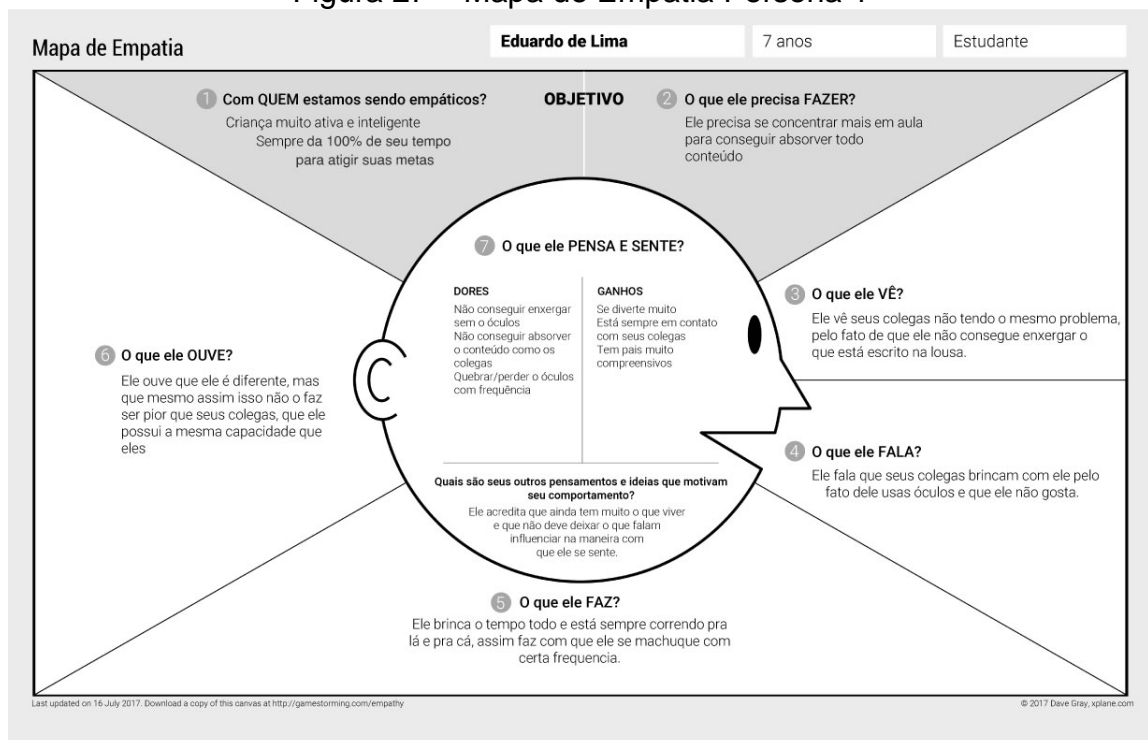 Mapa de Empatia
Eduardo de Lima
7 anos
Estudante
1 Com QUEM estamos sendo empáticos?
Criança muito ativa e inteligente
Sempre da 100% de seu tempo
para atigir suas metas
OBJETIVO
2 O que ele precisa FAZER?
Ele precisa se concentrar mais em aula
para conseguir absorver todo
conteúdo
7 O que ele PENSA E SENTE?
DORES
Não conseguir enxergar
sem o óculos
Não conseguir absorver
o conteúdo como os
colegas
Quebrar/perder o óculos
com frequência
GANHOS
Se diverte muito
Está sempre em contato
com seus colegas
Tem pais muito
compreensivos
3 O que ele VÊ?
Ele vê seus colegas não tendo o mesmo problema,
pelo fato de que ele não consegue enxergar o
que está escrito na lousa.
6 O que ele OUVE?
Ele ouve que ele é diferente, mas
que mesmo assim isso não o faz
ser pior que seus colegas, que ele
possui a mesma capacidade que
eles
4 O que ele FALA?
Ele fala que seus colegas brincam com ele pelo
fato dele usas óculos e que ele não gosta.
Quais são seus outros pensamentos e ideias que motivam
seu comportamento?
Ele acredita que ainda tem muito o que viver
e que não deve deixar o que falam
influenciar na maneira com
que ele se sente.
5 O que ele FAZ?
Ele brinca o tempo todo e está sempre correndo pra
lá e pra cá, assim faz com que ele se machuque com
certa frequencia.
Last updated on 16 July 2017. Download a copy of this canvas at http://gamestorming.com/empathy
© 2017 Dave Gray, xplane.com